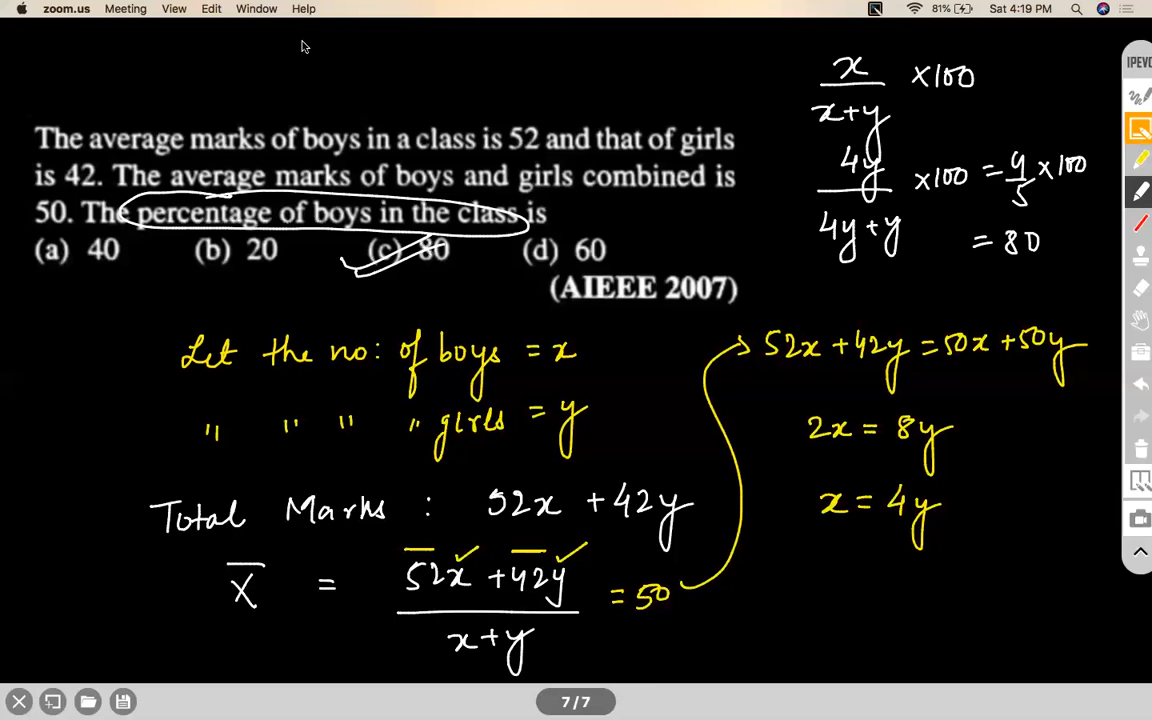 zoom.us Meeting View Edit Window Help 81% Sat 4:19 PM
IPEVO
The average marks of boys in a class is 52 and that of girls
is 42. The average marks of boys and girls combined is
50. The percentage of boys in the class is
(a) 40 (b) 20 (c) 80 (d) 60
(AIEEE 2007)
x/x+y ×100
4y/4y+y ×100 = 4/5 ×100
= 80
Let the no: of boys = x
" " " " girls = y
Total Marks : 52x + 42y
X̅ = 52x + 42y/x+y = 50
52x + 42y = 50x + 50y
2x = 8y
x = 4y
7/7